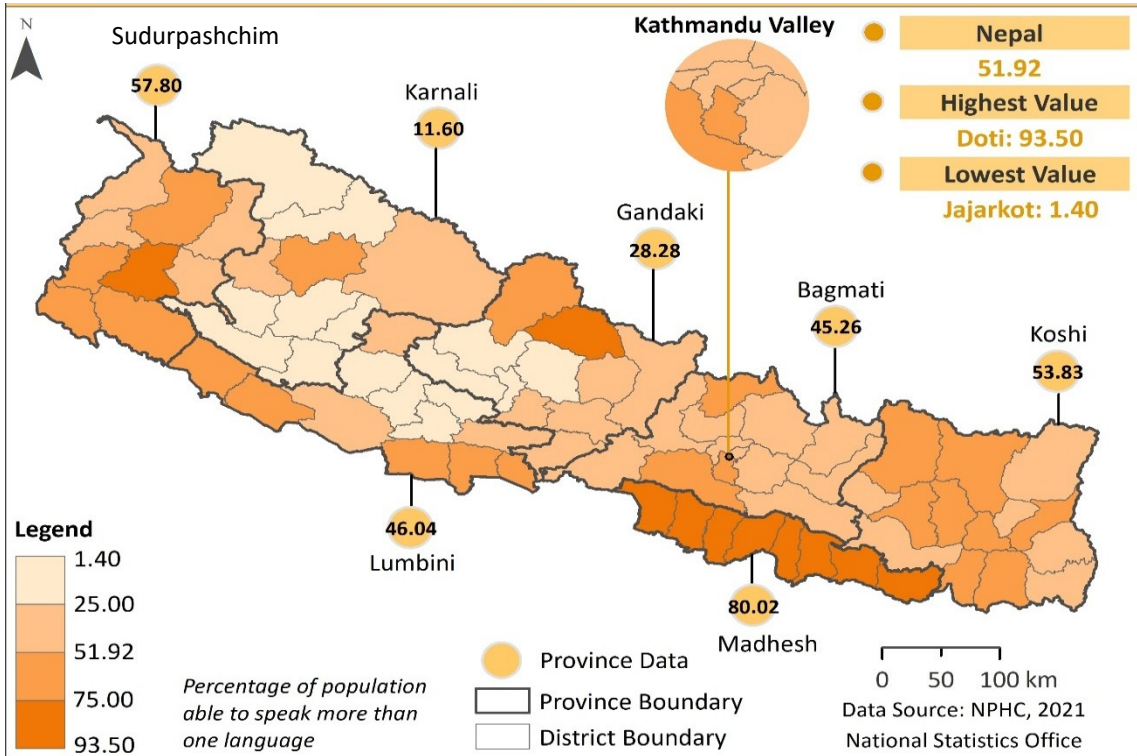 Sudurpashchim
57.80
Karnali
11.60
Kathmandu Valley
Gandaki
28.28
Bagmati
45.26
Koshi
53.83
Nepal
51.92
Highest Value
Doti: 93.50
Lowest Value
Jajarkot: 1.40
N
46.04
Lumbini
80.02
Madhesh
Legend
1.40
25.00
51.92
75.00
93.50
Percentage of population
able to speak more than
one language
Province Data
Province Boundary
District Boundary
0 50 100 km
Data Source: NPHC, 2021
National Statistics Office